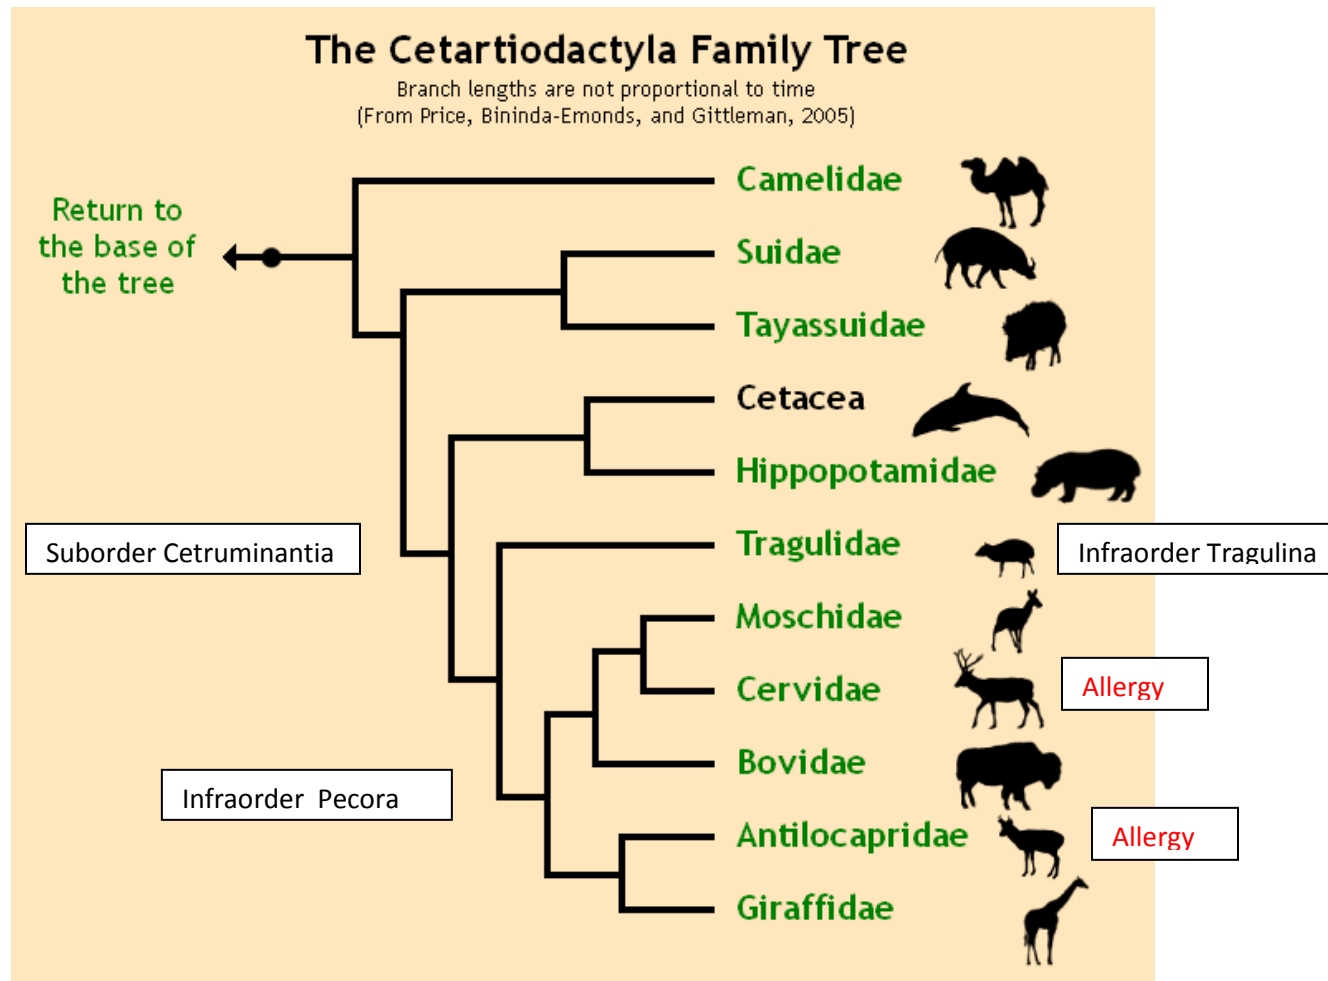 The Cetartiodactyla Family Tree
Branch lengths are not proportional to time
(From Price, Bininda-Emonds, and Gittleman, 2005)
Return to
the base of
the tree
Camelidae
Suidae
Tayassuidae
Cetacea
Hippopotamidae
Suborder Cetruminantia
Tragulidae
Infraorder Tragulina
Moschidae
Cervidae
Allergy
Bovidae
Infraorder  Pecora
Antilocapridae
Allergy
Giraffidae